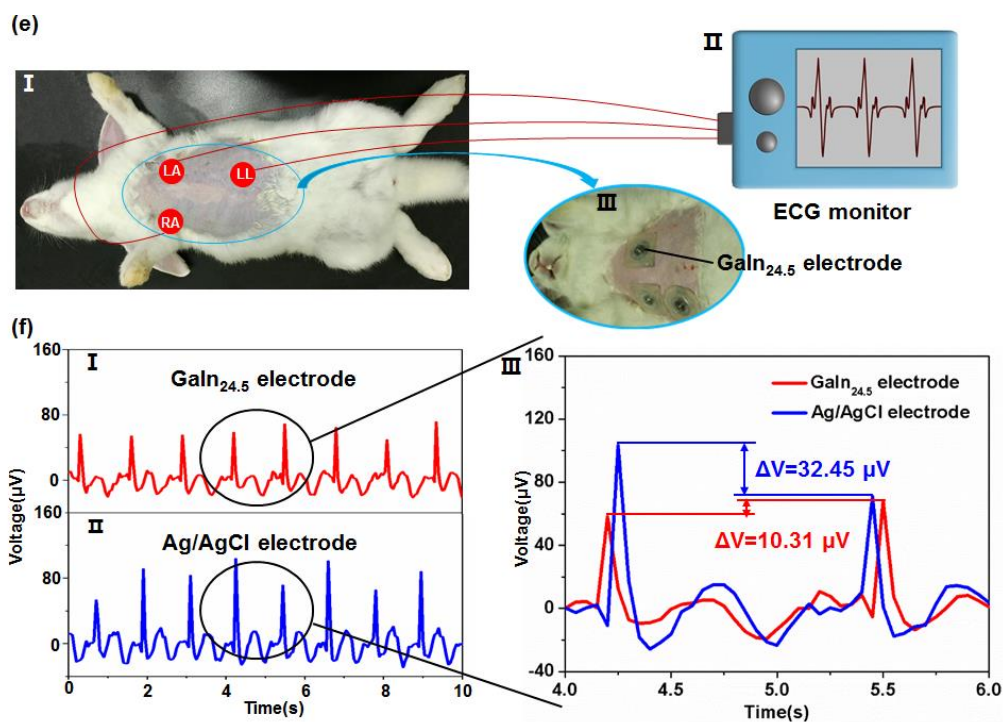 (e)
I
II
LA
LL
RA
ECG monitor
III
GaIn24.5 electrode
(f)
160
I
GaIn24.5 electrode
80
0
160
II
Ag/AgCl electrode
80
0
Voltage(μV)
0 2 4 6 8 10
Time(s)
160
III
GaIn24.5 electrode
Ag/AgCl electrode
120
ΔV=32.45 μV
80
ΔV=10.31 μV
40
0
-40
Voltage(μV)
4.0 4.5 5.0 5.5 6.0
Time(s)